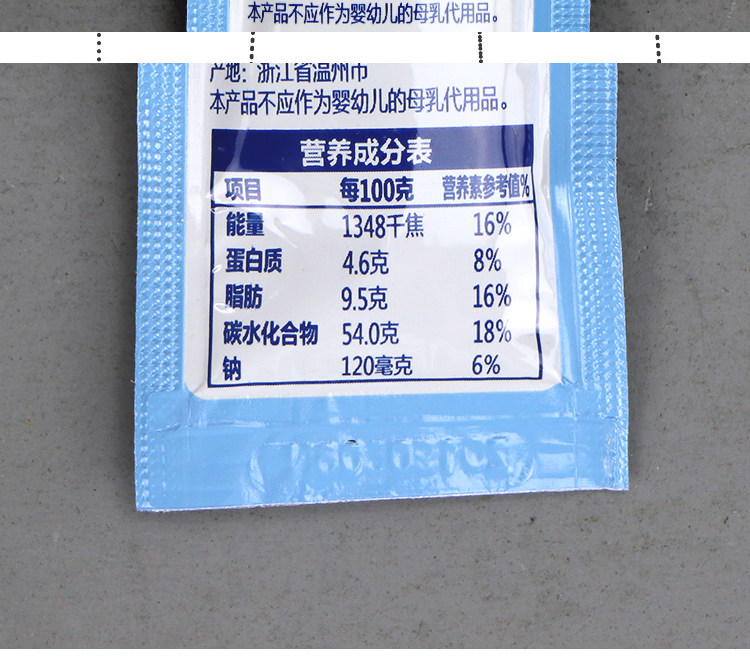 本产品不应作为婴幼儿的母乳代用品。
产地：浙江省温州市
本产品不应作为婴幼儿的母乳代用品。
营养成分表
项目 每100克 营养素参考值%
能量 1348千焦 16%
蛋白质 4.6克 8%
脂肪 9.5克 16%
碳水化合物 54.0克 18%
钠 120毫克 6%